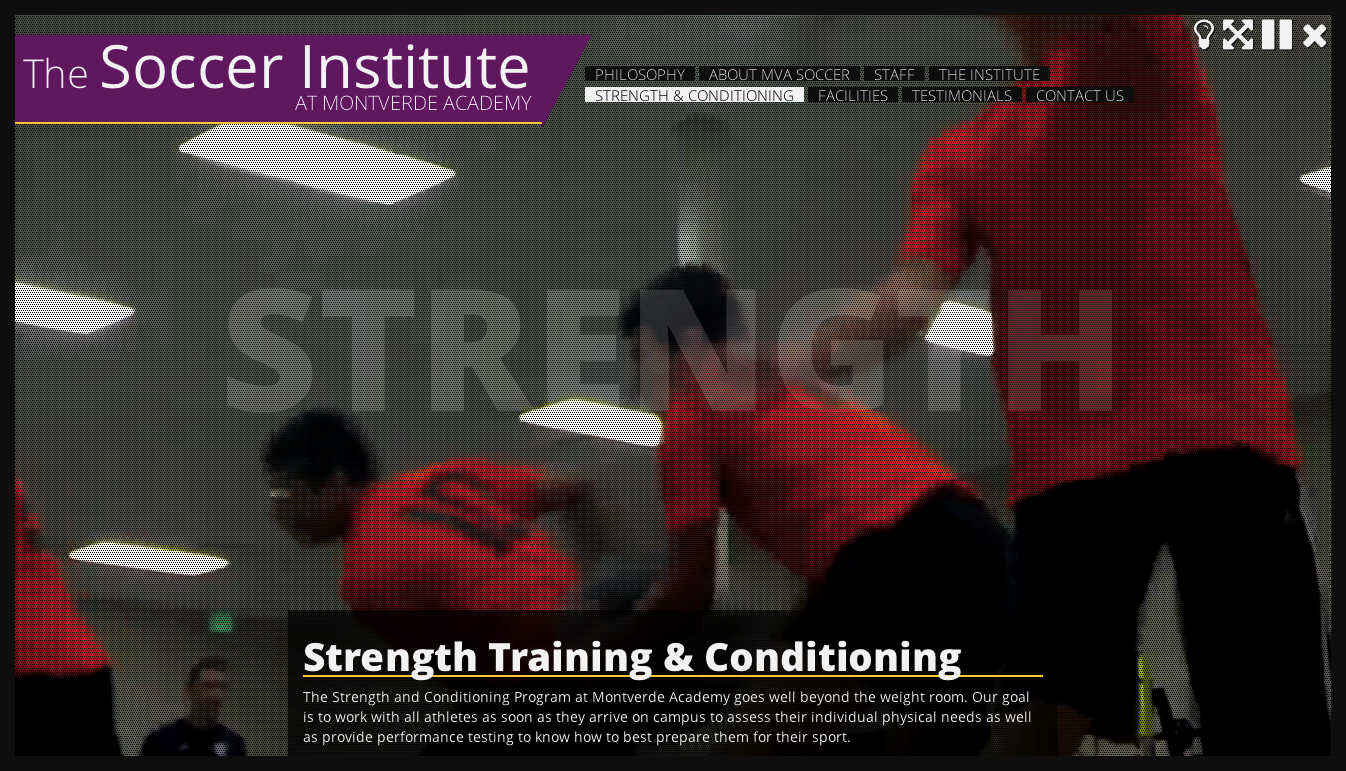 The Soccer Institute
AT MONTVERDE ACADEMY
PHILOSOPHY ABOUT MVA SOCCER STAFF THE INSTITUTE
STRENGTH & CONDITIONING FACILITIES TESTIMONIALS CONTACT US
STRENGTH
Strength Training & Conditioning
The Strength and Conditioning Program at Montverde Academy goes well beyond the weight room. Our goal
is to work with all athletes as soon as they arrive on campus to assess their individual physical needs as well
as provide performance testing to know how to best prepare them for their sport.